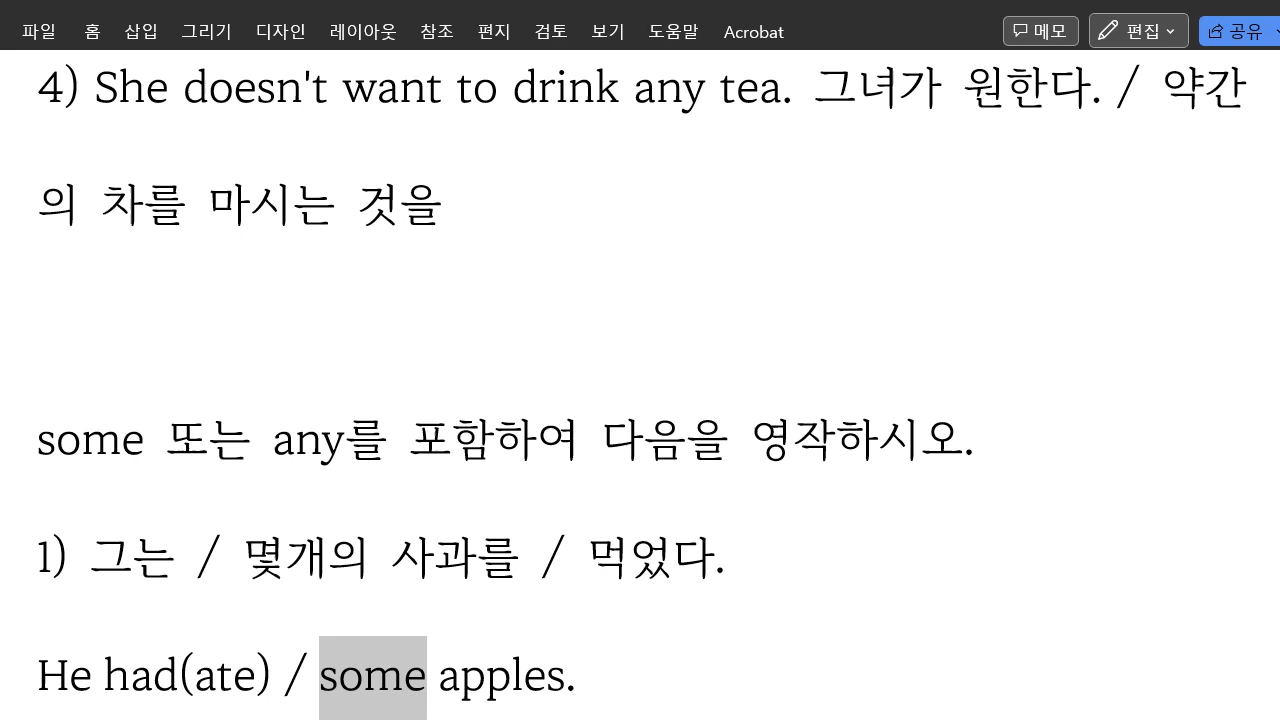 파일 홈 삽입 그리기 디자인 레이아웃 참조 편지 검토 보기 도움말 Acrobat 메모 편집 공유
4) She doesn't want to drink any tea. 그녀가 원한다. / 약간
의 차를 마시는 것을
some 또는 any를 포함하여 다음을 영작하시오.
1) 그는 / 몇개의 사과를 / 먹었다.
He had(ate) / some apples.